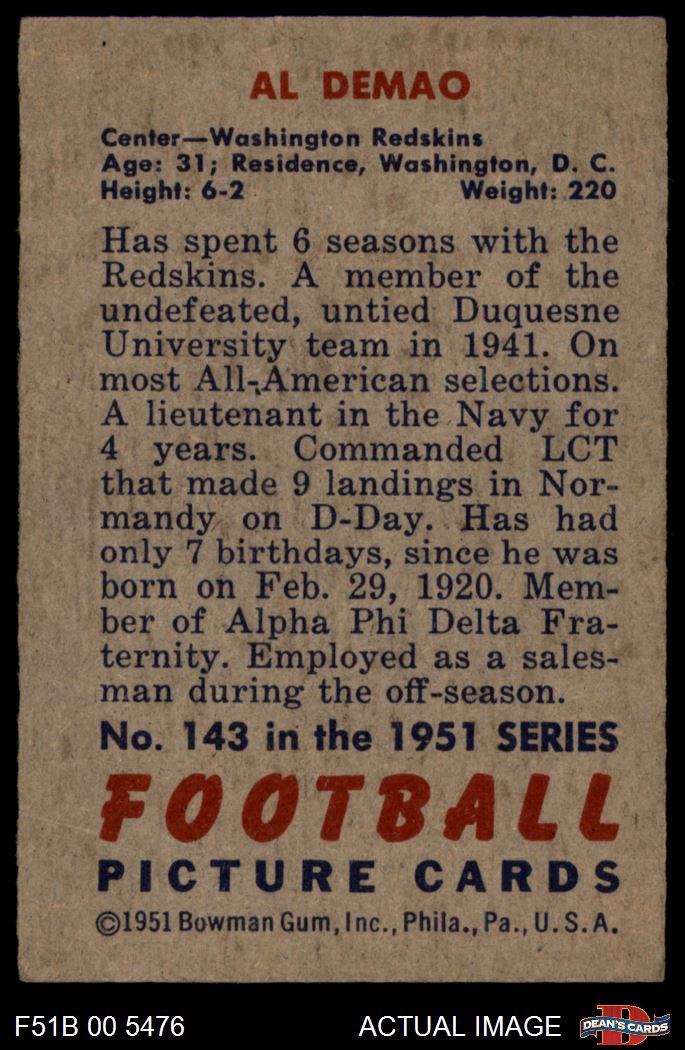 AL DEMAO
Center—Washington Redskins
Age: 31; Residence, Washington, D. C.
Height: 6-2 Weight: 220
Has spent 6 seasons with the
Redskins. A member of the
undefeated, untied Duquesne
University team in 1941. On
most All-American selections.
A lieutenant in the Navy for
4 years. Commanded LCT
that made 9 landings in Nor-
mandy on D-Day. Has had
only 7 birthdays, since he was
born on Feb. 29, 1920. Mem-
ber of Alpha Phi Delta Fra-
ternity. Employed as a sales-
man during the off-season.
No. 143 in the 1951 SERIES
FOOTBALL
PICTURE CARDS
©1951 Bowman Gum, Inc., Phila., Pa., U. S. A.
F51B 00 5476 ACTUAL IMAGE D DEAN'S CARDS